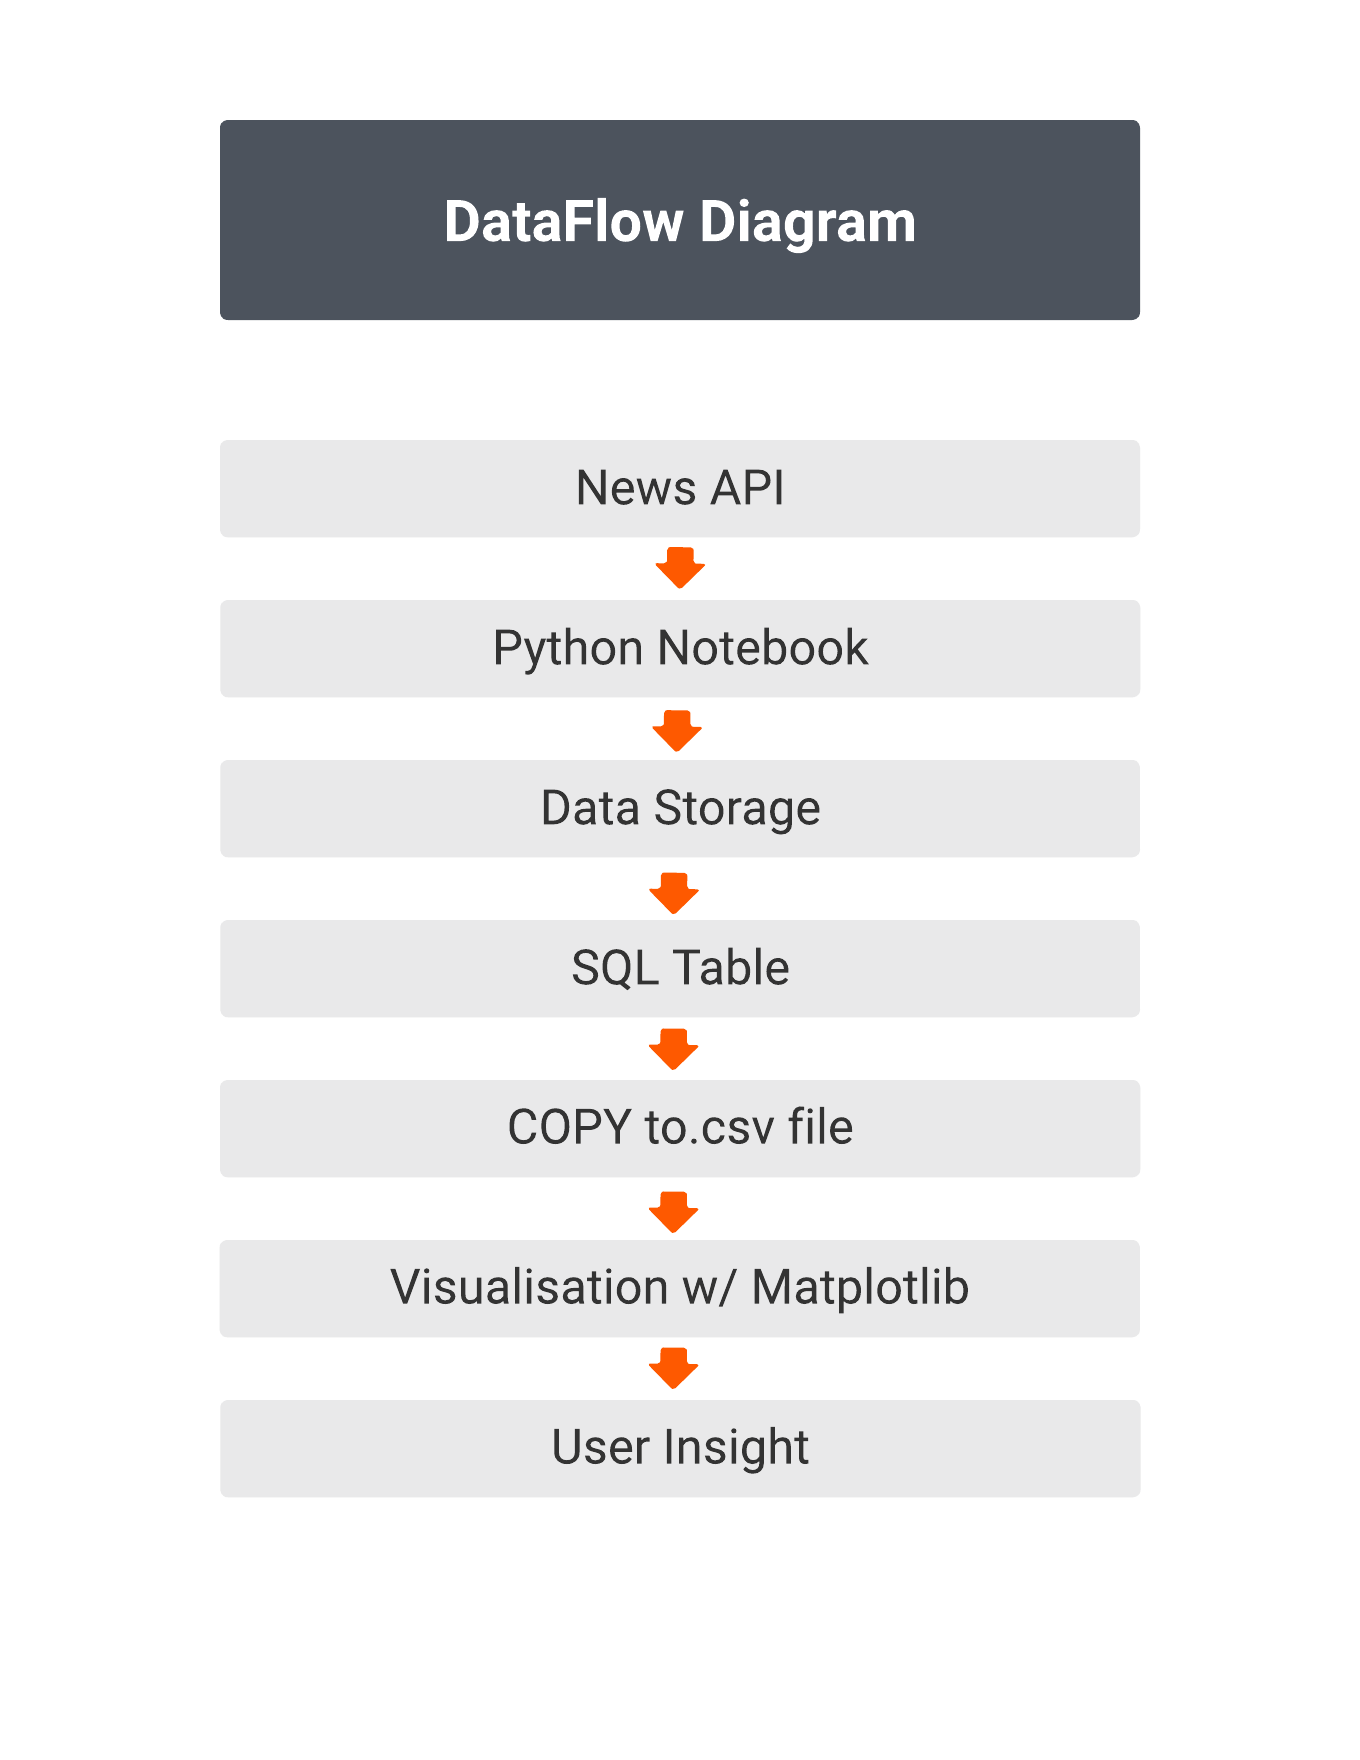 DataFlow Diagram
News API
Python Notebook
Data Storage
SQL Table
COPY to.csv file
Visualisation w/ Matplotlib
User Insight